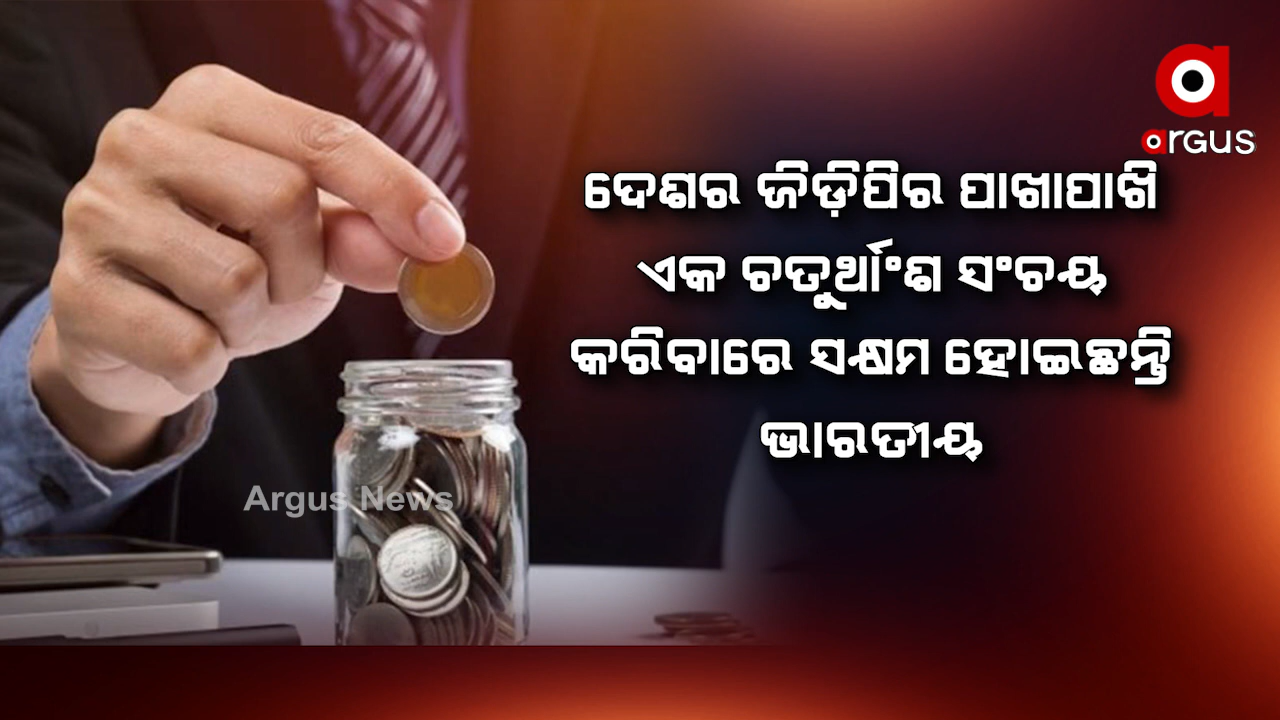 argus
ଦେଶର ଜିଡ଼ିପିର ପାଖାପାଖି
ଏକ ଚତୁର୍ଥାଂଶ ସଂଚୟ
କରିବାରେ ସକ୍ଷମ ହୋଇଛନ୍ତି
ଭାରତୀୟ
Argus News